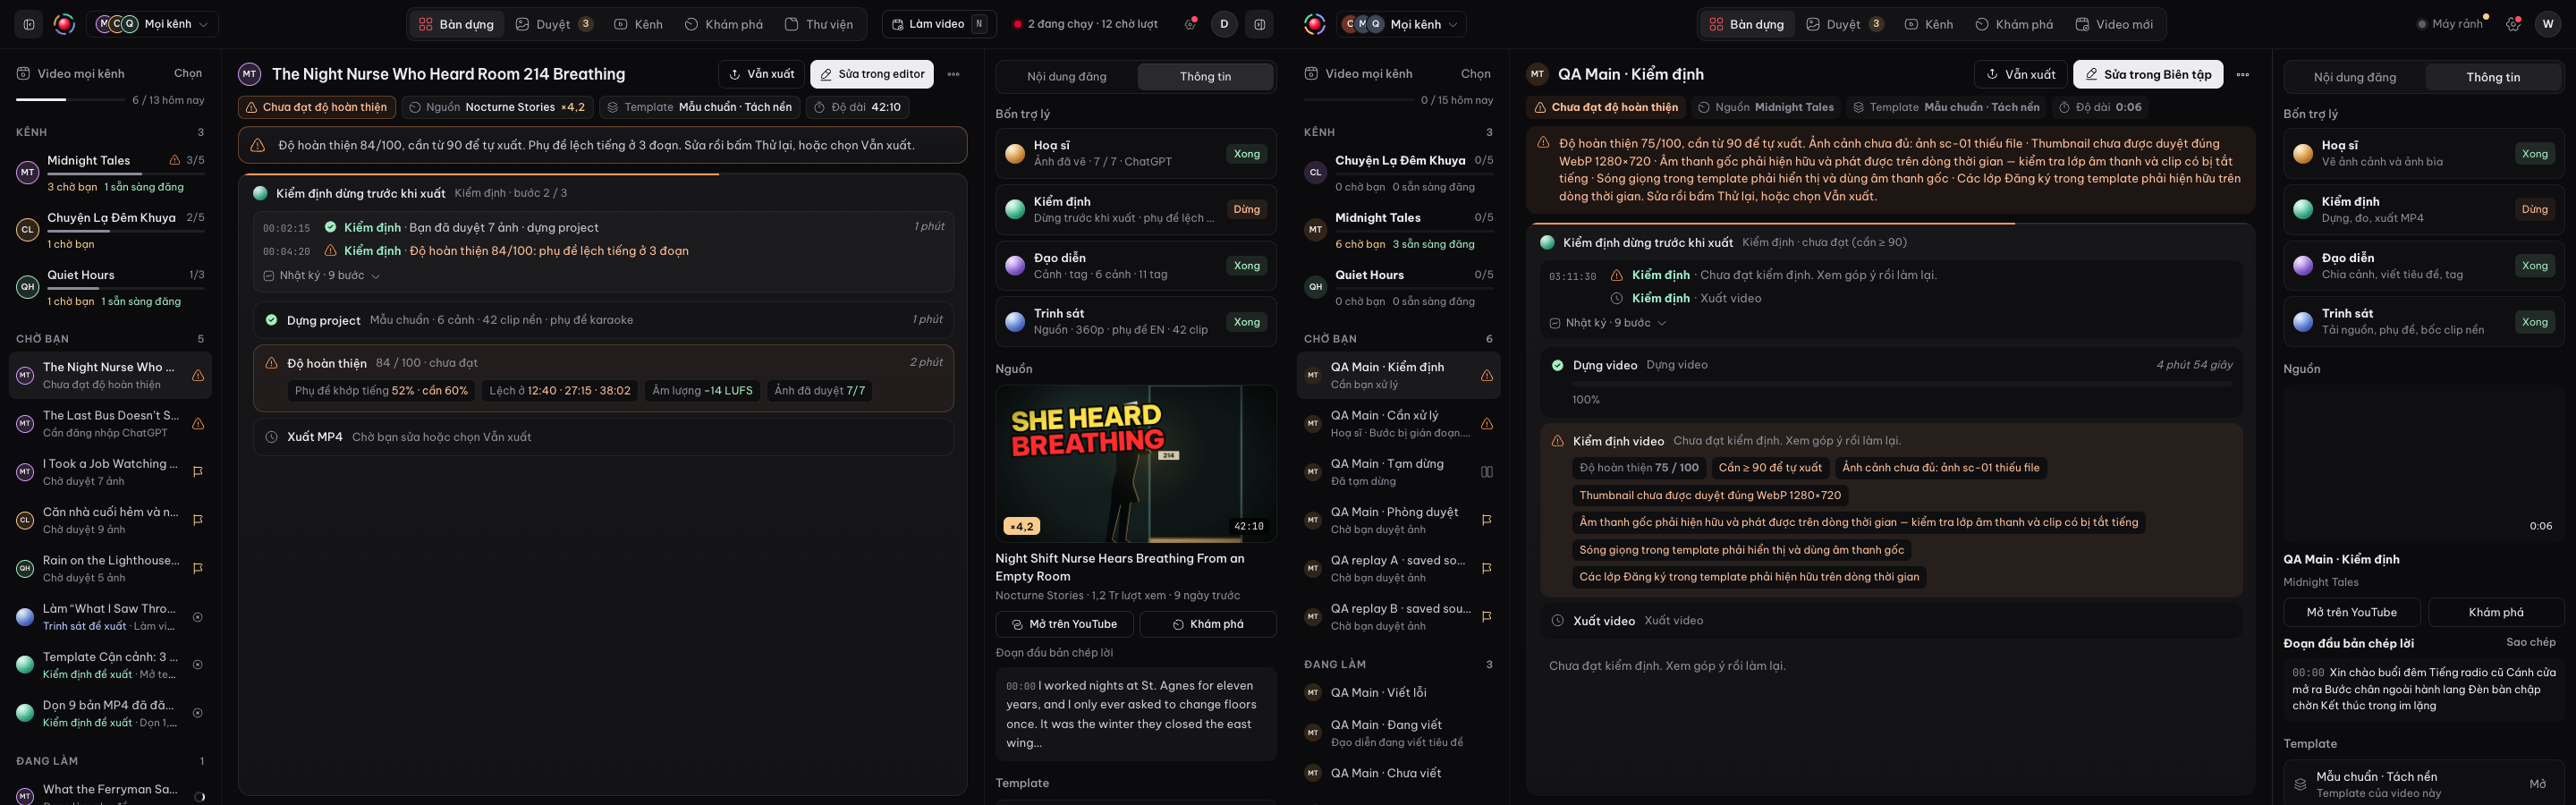 M C Q Mọi kênh
Bản dựng
Duyệt 3
Kênh
Khám phá
Thư viện
Làm video N
2 đang chạy · 12 chờ lượt
D
Video mọi kênh Chọn
6 / 13 hôm nay
KÊNH 3
MT Midnight Tales 3/5
3 chờ bạn 1 sẵn sàng đăng
CL Chuyện Lạ Đêm Khuya 2/5
1 chờ bạn
QH Quiet Hours 1/3
1 chờ bạn 1 sẵn sàng đăng
CHỜ BẠN 5
MT The Night Nurse Who ...
Chưa đạt độ hoàn thiện
MT The Last Bus Doesn't S...
Cần đăng nhập ChatGPT
MT I Took a Job Watching ...
Chờ duyệt 7 ảnh
CL Căn nhà cuối hẻm và n...
Chờ duyệt 9 ảnh
QH Rain on the Lighthouse...
Chờ duyệt 5 ảnh
Làm “What I Saw Thro...
Trinh sát đề xuất · Làm vi...
Template Cận cảnh: 3 ...
Kiểm định đề xuất · Mở te...
Dọn 9 bản MP4 đã đă...
Kiểm định đề xuất · Dọn 1,...
ĐANG LÀM 1
MT What the Ferryman Sa...
MT The Night Nurse Who Heard Room 214 Breathing
Vẫn xuất
Sửa trong editor
Chưa đạt độ hoàn thiện
Nguồn Nocturne Stories ×4,2
Template Mẫu chuẩn · Tách nền
Độ dài 42:10
Độ hoàn thiện 84/100, cần từ 90 để tự xuất. Phụ đề lệch tiếng ở 3 đoạn. Sửa rồi bấm Thử lại, hoặc chọn Vẫn xuất.
Kiểm định dừng trước khi xuất Kiểm định · bước 2 / 3
00:02:15 Kiểm định · Bạn đã duyệt 7 ảnh · dựng project 1 phút
00:04:20 Kiểm định · Độ hoàn thiện 84/100: phụ đề lệch tiếng ở 3 đoạn
Nhật ký · 9 bước
Dựng project Mẫu chuẩn · 6 cảnh · 42 clip nền · phụ đề karaoke 1 phút
Độ hoàn thiện 84 / 100 · chưa đạt 2 phút
Phụ đề khớp tiếng 52% · cần 60%
Lệch ở 12:40 · 27:15 · 38:02
Âm lượng −14 LUFS
Ảnh đã duyệt 7/7
Xuất MP4 Chờ bạn sửa hoặc chọn Vẫn xuất
Nội dung đăng
Thông tin
Bốn trợ lý
Hoạ sĩ
Ảnh đã vẽ · 7 / 7 · ChatGPT
Xong
Kiểm định
Dừng trước khi xuất · phụ đề lệch ...
Dừng
Đạo diễn
Cảnh · tag · 6 cảnh · 11 tag
Xong
Trinh sát
Nguồn · 360p · phụ đề EN · 42 clip
Xong
Nguồn
SHE HEARD
BREATHING
214
×4,2
42:10
Night Shift Nurse Hears Breathing From an
Empty Room
Nocturne Stories · 1,2 Tr lượt xem · 9 ngày trước
Mở trên YouTube
Khám phá
Đoạn đầu bản chép lời
00:00 I worked nights at St. Agnes for eleven
years, and I only ever asked to change floors
once. It was the winter they closed the east
wing...
Template
C M Q Mọi kênh
Bản dựng
Duyệt 3
Kênh
Khám phá
Video mới
Máy rảnh
W
Video mọi kênh Chọn
0 / 15 hôm nay
KÊNH 3
CL Chuyện Lạ Đêm Khuya 0/5
0 chờ bạn 0 sẵn sàng đăng
MT Midnight Tales 0/5
6 chờ bạn 3 sẵn sàng đăng
QH Quiet Hours 0/5
0 chờ bạn 0 sẵn sàng đăng
CHỜ BẠN 6
MT QA Main · Kiểm định
Cần bạn xử lý
MT QA Main · Cần xử lý
Hoạ sĩ · Bước bị gián đoạn....
MT QA Main · Tạm dừng
Đã tạm dừng
MT QA Main · Phòng duyệt
Chờ bạn duyệt ảnh
MT QA replay A · saved so...
Chờ bạn duyệt ảnh
MT QA replay B · saved sou...
Chờ bạn duyệt ảnh
ĐANG LÀM 3
MT QA Main · Viết lỗi
MT QA Main · Đang viết
Đạo diễn đang viết tiêu đề
MT QA Main · Chưa viết
MT QA Main · Kiểm định
Vẫn xuất
Sửa trong Biên tập
Chưa đạt độ hoàn thiện
Nguồn Midnight Tales
Template Mẫu chuẩn · Tách nền
Độ dài 0:06
Độ hoàn thiện 75/100, cần từ 90 để tự xuất. Ảnh cảnh chưa đủ: ảnh sc-01 thiếu file · Thumbnail chưa được duyệt đúng
WebP 1280×720 · Âm thanh gốc phải hiện hữu và phát được trên dòng thời gian — kiểm tra lớp âm thanh và clip có bị tắt
tiếng · Sóng giọng trong template phải hiển thị và dùng âm thanh gốc · Các lớp Đăng ký trong template phải hiện hữu trên
dòng thời gian. Sửa rồi bấm Thử lại, hoặc chọn Vẫn xuất.
Kiểm định dừng trước khi xuất Kiểm định · chưa đạt (cần ≥ 90)
03:11:30 Kiểm định · Chưa đạt kiểm định. Xem góp ý rồi làm lại.
Kiểm định · Xuất video
Nhật ký · 9 bước
Dựng video Dựng video 4 phút 54 giây
100%
Kiểm định video Chưa đạt kiểm định. Xem góp ý rồi làm lại.
Độ hoàn thiện 75 / 100
Cần ≥ 90 để tự xuất
Ảnh cảnh chưa đủ: ảnh sc-01 thiếu file
Thumbnail chưa được duyệt đúng WebP 1280×720
Âm thanh gốc phải hiện hữu và phát được trên dòng thời gian — kiểm tra lớp âm thanh và clip có bị tắt tiếng
Sóng giọng trong template phải hiển thị và dùng âm thanh gốc
Các lớp Đăng ký trong template phải hiện hữu trên dòng thời gian
Xuất video Xuất video
Chưa đạt kiểm định. Xem góp ý rồi làm lại.
Nội dung đăng
Thông tin
Bốn trợ lý
Hoạ sĩ
Vẽ ảnh cảnh và ảnh bìa
Xong
Kiểm định
Dựng, đo, xuất MP4
Dừng
Đạo diễn
Chia cảnh, viết tiêu đề, tag
Xong
Trinh sát
Tải nguồn, phụ đề, bốc clip nền
Xong
Nguồn
0:06
QA Main · Kiểm định
Midnight Tales
Mở trên YouTube
Khám phá
Đoạn đầu bản chép lời Sao chép
00:00 Xin chào buổi đêm Tiếng radio cũ Cánh cửa
mở ra Bước chân ngoài hành lang Đèn bàn chập
chờn Kết thúc trong im lặng
Template
Mẫu chuẩn · Tách nền
Template của video này
Mở